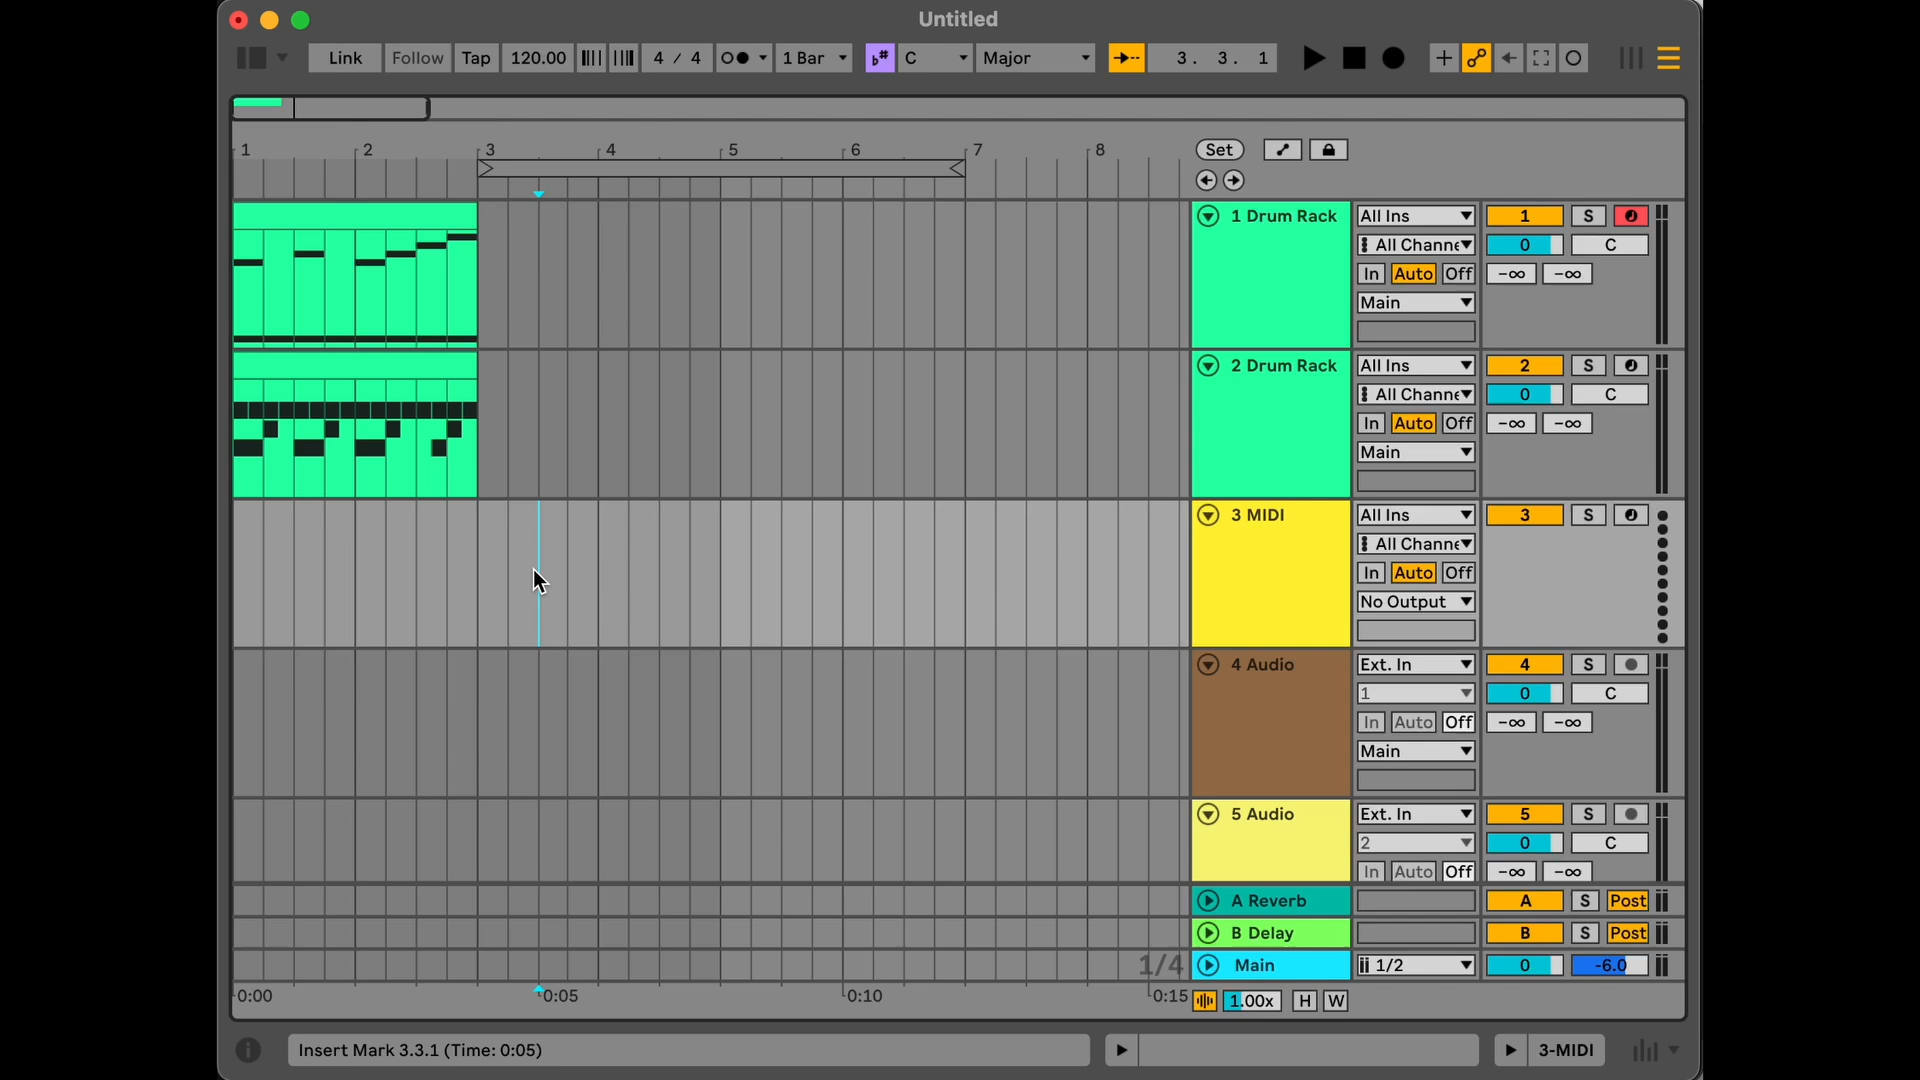 Untitled
Link Follow Tap 120.00 4 / 4 1 Bar ♭# C Major 3. 3. 1
1 2 3 4 5 6 7 8 Set
1 Drum Rack All Ins 1 S
All Channe 0 C
In Auto Off -∞ -∞
Main
2 Drum Rack All Ins 2 S
All Channe 0 C
In Auto Off -∞ -∞
Main
3 MIDI All Ins 3 S
All Channe
In Auto Off
No Output
4 Audio Ext. In 4 S
1 0 C
In Auto Off -∞ -∞
Main
5 Audio Ext. In 5 S
2 0 C
In Auto Off -∞ -∞
A Reverb A S Post
B Delay B S Post
1/4 Main 1/2 0 -6.0
0:00 0:05 0:10 0:15 1.00x H W
Insert Mark 3.3.1 (Time: 0:05) 3-MIDI